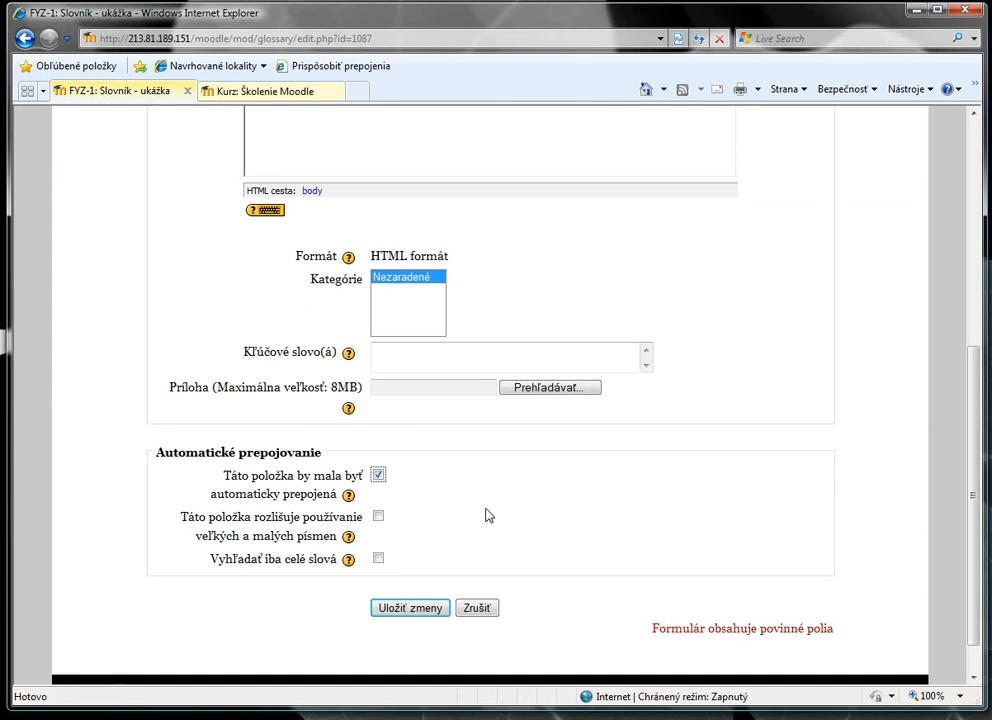 FYZ-1: Slovník - ukážka - Windows Internet Explorer
http://213.81.189.151/moodle/mod/glossary/edit.php?id=1087
Live Search
Obľúbené položky
Navrhované lokality
Prispôsobiť prepojenia
FYZ-1: Slovník - ukážka
Kurz: Školenie Moodle
Strana
Bezpečnosť
Nástroje
HTML cesta: body
Formát
HTML formát
Kategórie
Nezaradené
Kľúčové slovo(á)
Príloha (Maximálna veľkosť: 8MB)
Prehľadávať...
Automatické prepojovanie
Táto položka by mala byť
automaticky prepojená
Táto položka rozlišuje používanie
veľkých a malých písmen
Vyhľadať iba celé slová
Uložiť zmeny
Zrušiť
Formulár obsahuje povinné polia
Hotovo
Internet | Chránený režim: Zapnutý
100%